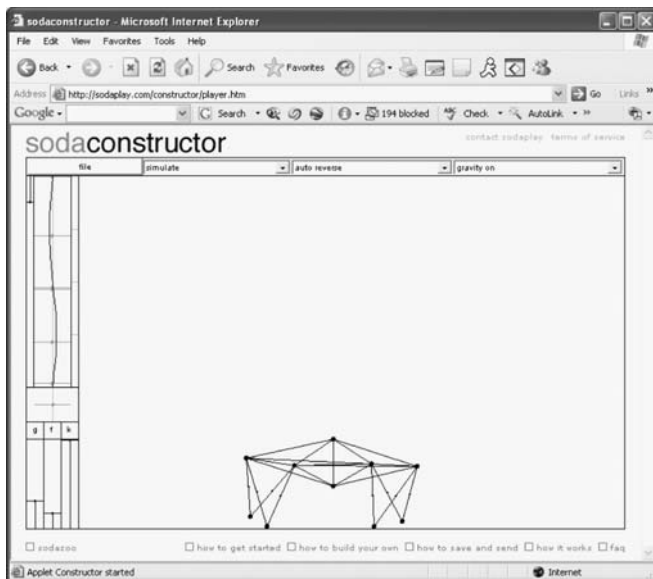 sodaconstructor - Microsoft Internet Explorer
File Edit View Favorites Tools Help
Back Search Favorites
Address http://sodaplay.com/constructor/player.htm Go Links »
Google Search 194 blocked ABC Check AutoLink »
sodaconstructor contact sodaplay terms of service
file simulate auto reverse gravity on
g f k
sodazoo how to get started how to build your own how to save and send how it works faq
Applet Constructor started Internet